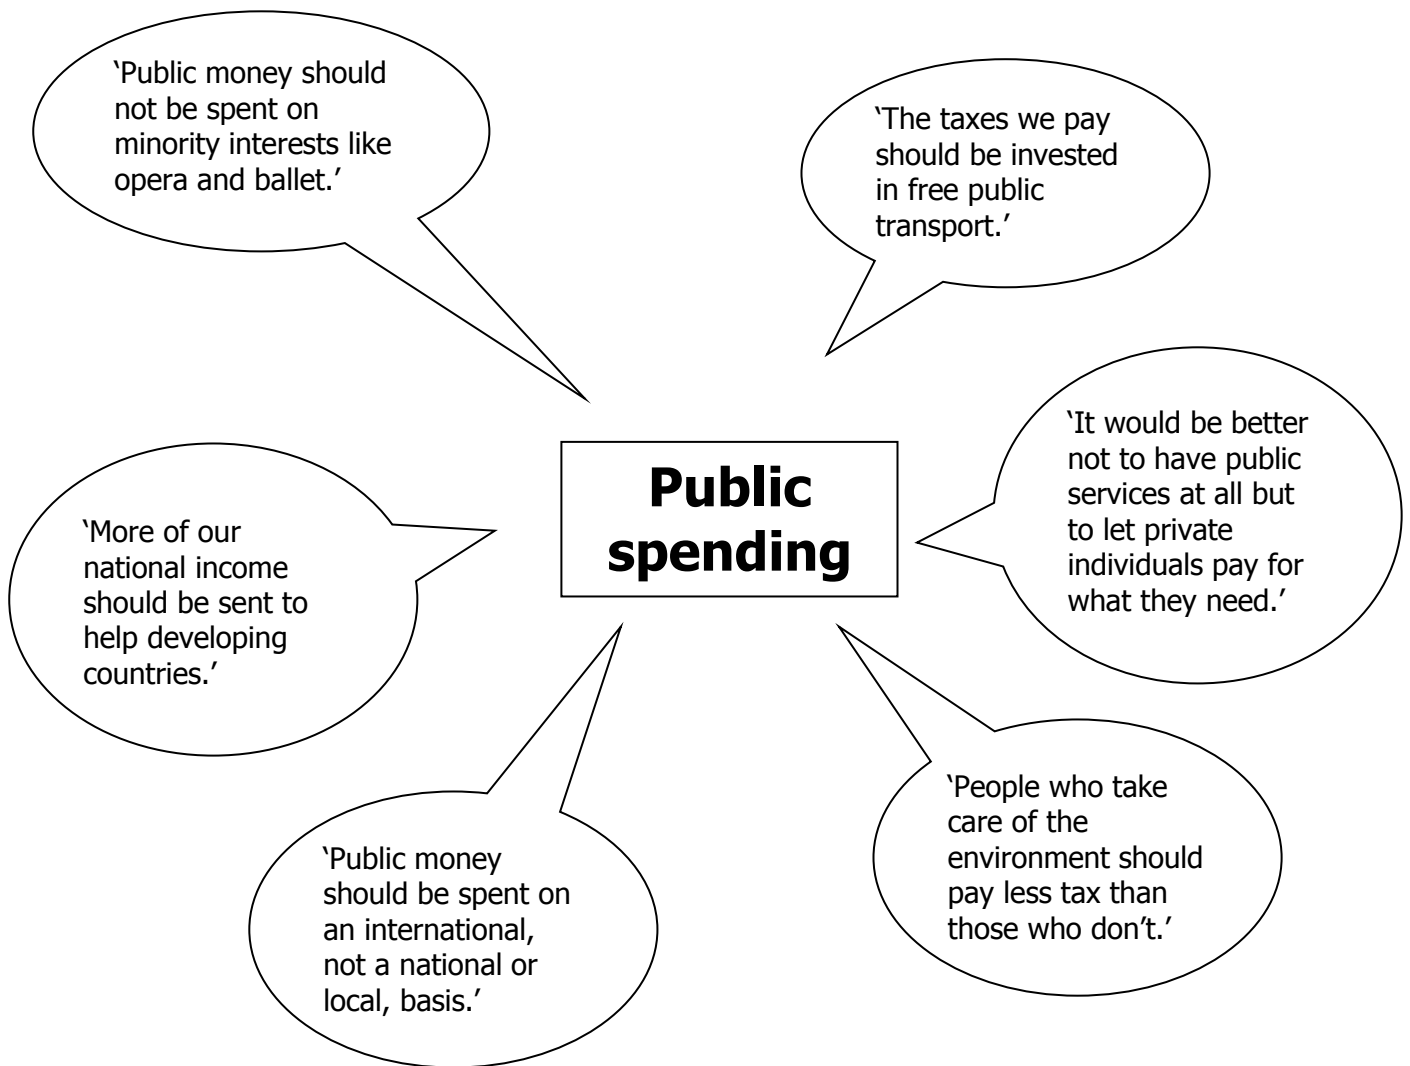 ‘Public money should
not be spent on
minority interests like
opera and ballet.’
‘The taxes we pay
should be invested
in free public
transport.’
‘It would be better
not to have public
services at all but
to let private
individuals pay for
what they need.’
Public
spending
‘More of our
national income
should be sent to
help developing
countries.’
‘People who take
care of the
environment should
pay less tax than
those who don’t.’
‘Public money
should be spent on
an international,
not a national or
local, basis.’